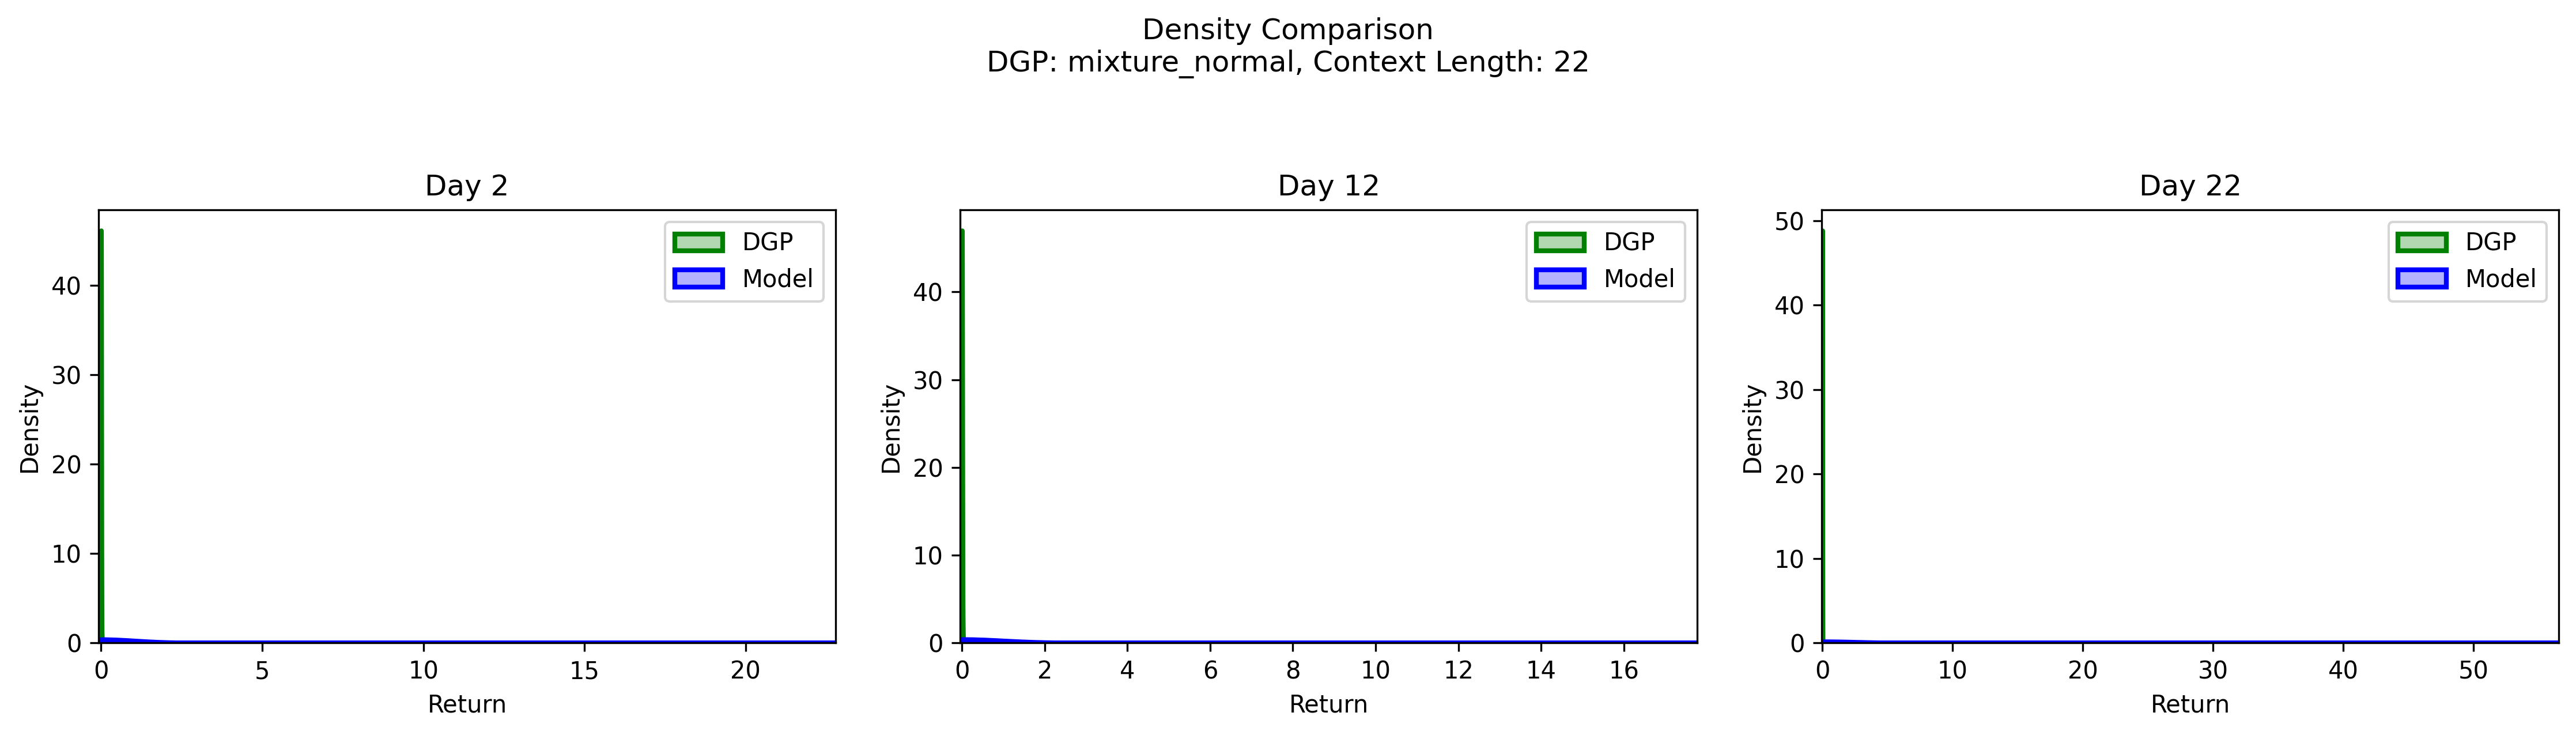 Density Comparison
DGP: mixture_normal, Context Length: 22
Day 2
Density
40
30
20
10
0
0 5 10 15 20
Return
DGP
Model
Day 12
Density
40
30
20
10
0
0 2 4 6 8 10 12 14 16
Return
DGP
Model
Day 22
Density
50
40
30
20
10
0
0 10 20 30 40 50
Return
DGP
Model